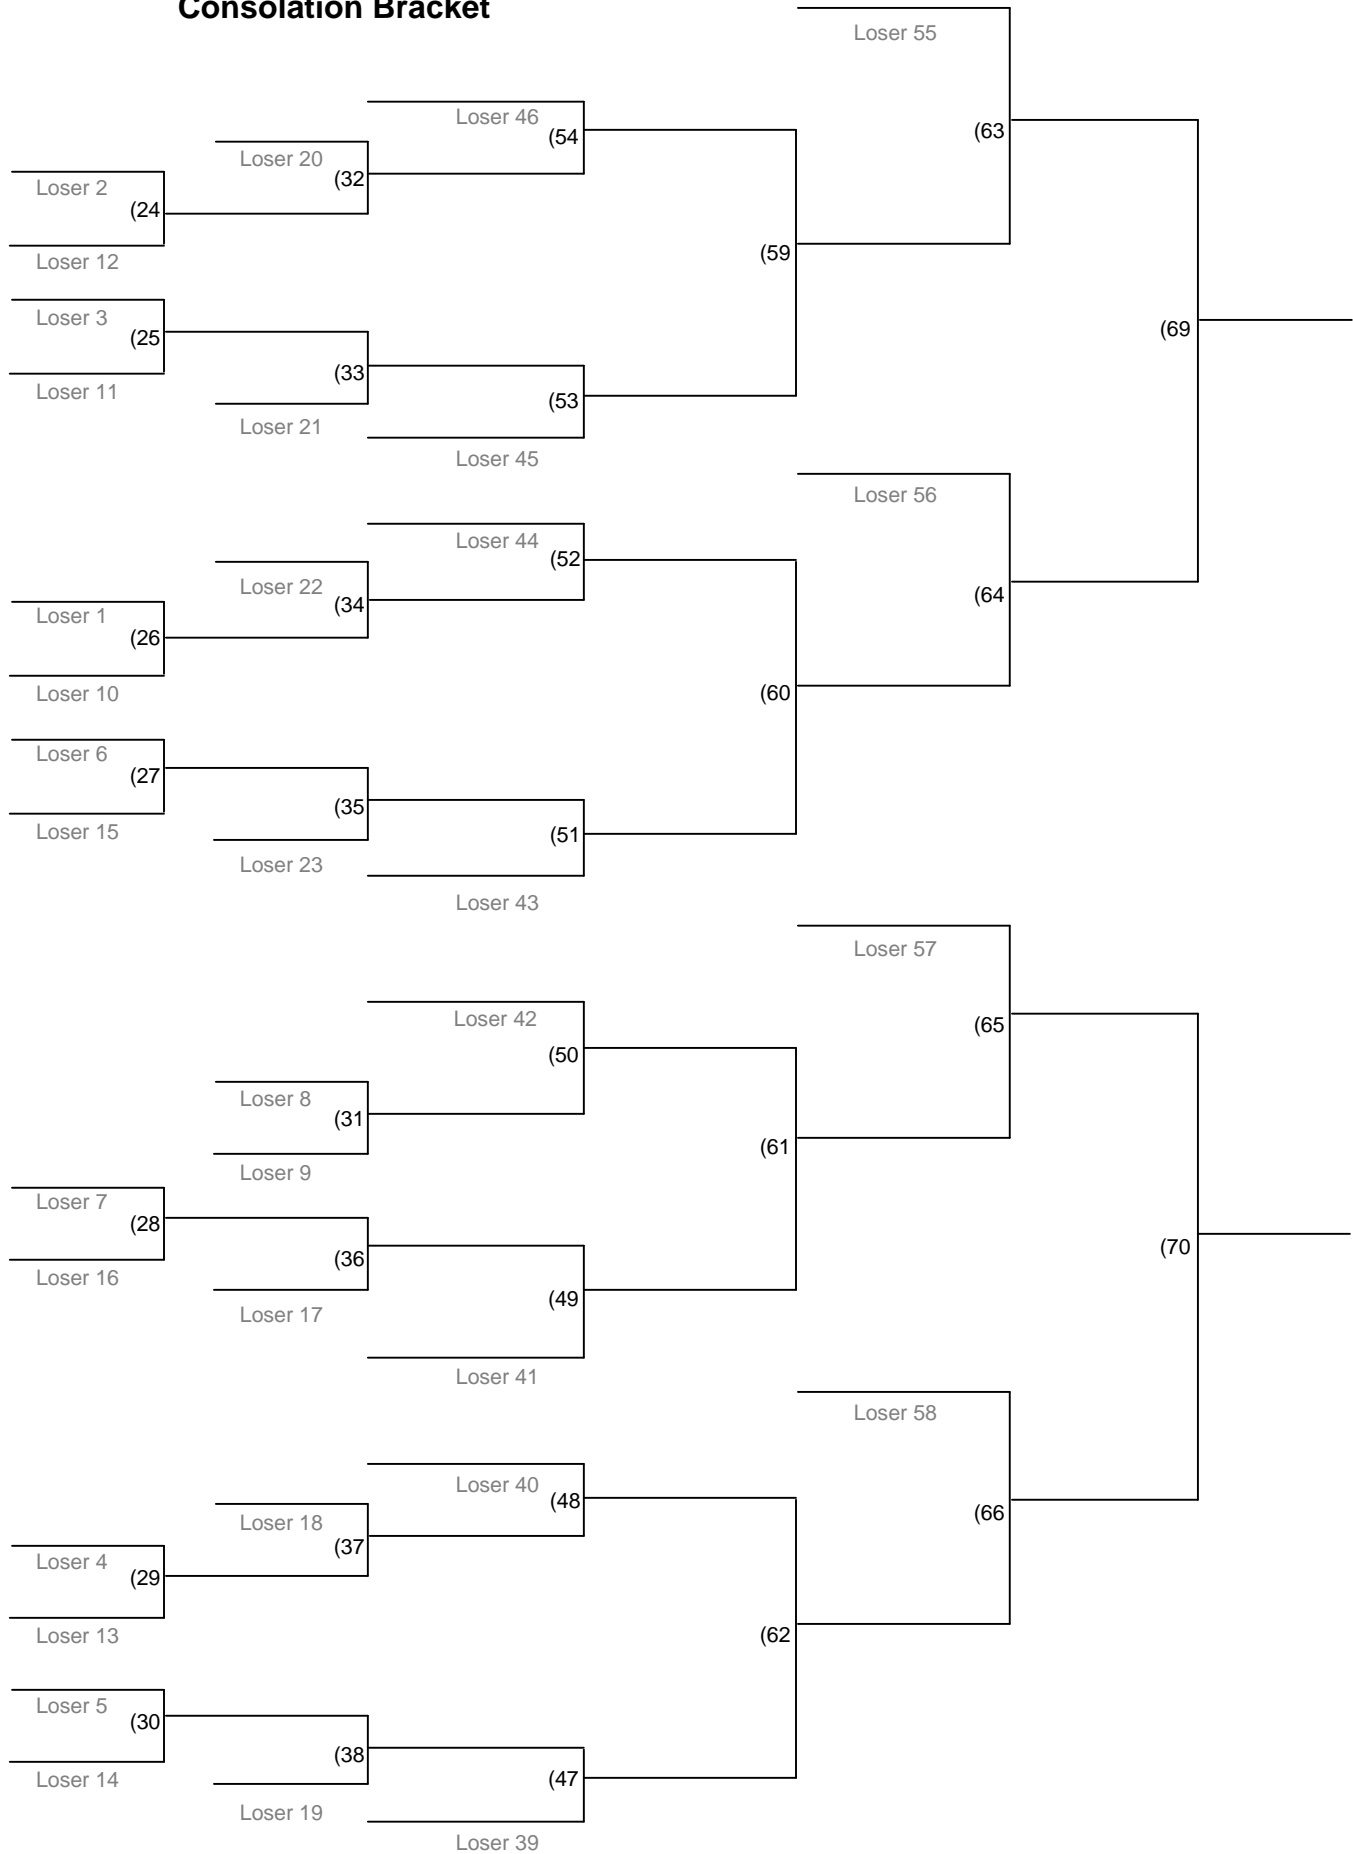 Consolation Bracket
Loser 55
Loser 46
(54
(63
Loser 20
(32
Loser 2
(24
(59
Loser 12
Loser 3
(25
(69
(33
Loser 11
(53
Loser 21
Loser 45
Loser 56
Loser 44
(52
Loser 22
(34
(64
Loser 1
(26
Loser 10
(60
Loser 6
(27
(35
Loser 15
(51
Loser 23
Loser 43
Loser 57
Loser 42
(65
(50
Loser 8
(31
(61
Loser 9
Loser 7
(28
(70
(36
Loser 16
(49
Loser 17
Loser 41
Loser 58
Loser 40
(48
(66
Loser 18
(37
Loser 4
(29
Loser 13
(62
Loser 5
(30
(38
Loser 14
(47
Loser 19
Loser 39